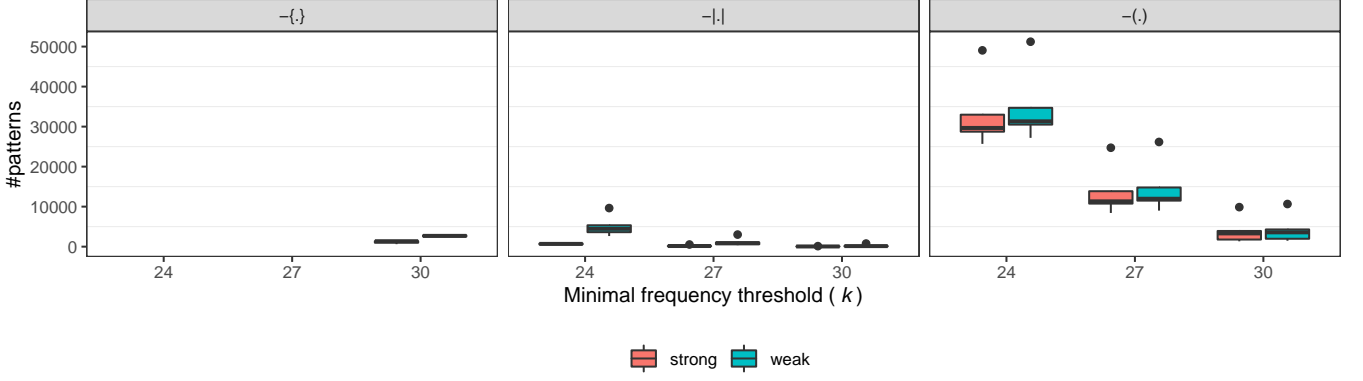 −{.}
−|.|
−(.)
#patterns
50000
40000
30000
20000
10000
0
24 27 30
24 27 30
24 27 30
Minimal frequency threshold ( k )
strong weak